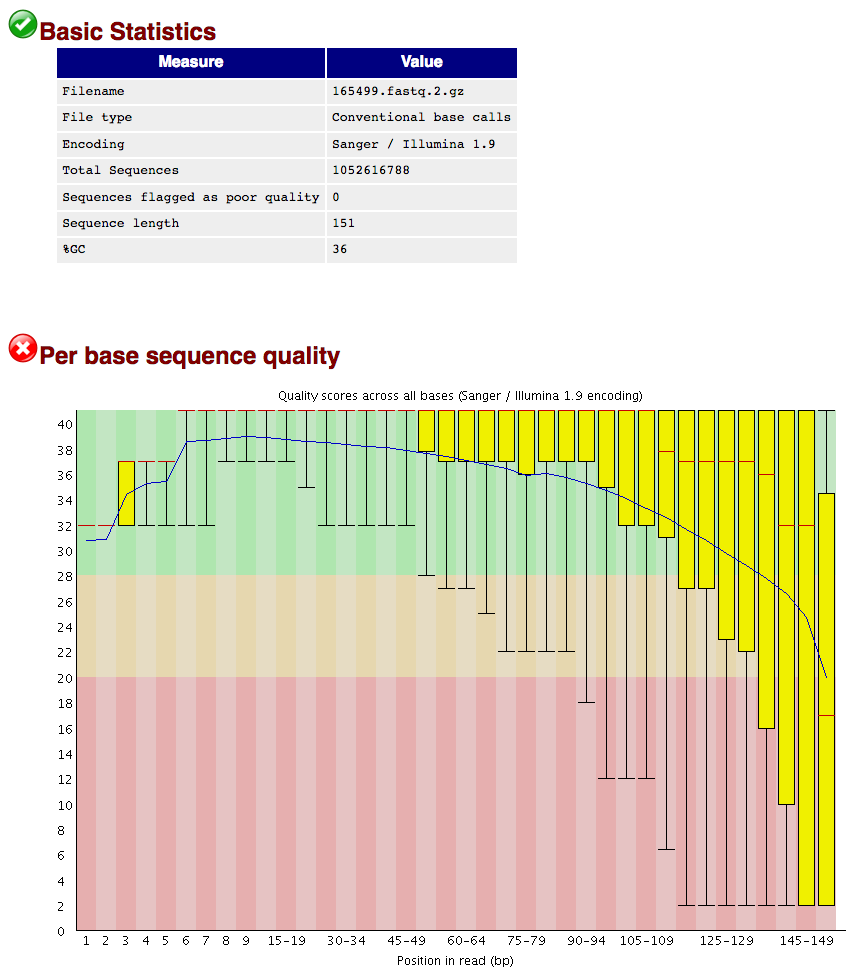 Basic Statistics
Measure Value
Filename 165499.fastq.2.gz
File type Conventional base calls
Encoding Sanger / Illumina 1.9
Total Sequences 1052616788
Sequences flagged as poor quality 0
Sequence length 151
%GC 36
Per base sequence quality
Quality scores across all bases (Sanger / Illumina 1.9 encoding)
40
38
36
34
32
30
28
26
24
22
20
18
16
14
12
10
8
6
4
2
0
1 2 3 4 5 6 7 8 9 15-19 30-34 45-49 60-64 75-79 90-94 105-109 125-129 145-149
Position in read (bp)